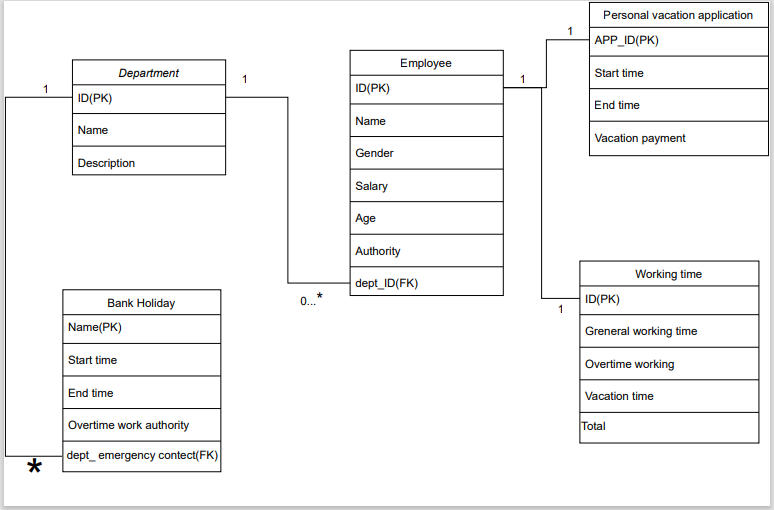 Department
ID(PK)
Name
Description
1
1
Employee
ID(PK)
Name
Gender
Salary
Age
Authority
dept_ID(FK)
0...*
1
1
Personal vacation application
APP_ID(PK)
Start time
End time
Vacation payment
Bank Holiday
Name(PK)
Start time
End time
Overtime work authority
dept_ emergency contect(FK)
*
Working time
ID(PK)
Greneral working time
Overtime working
Vacation time
Total
1